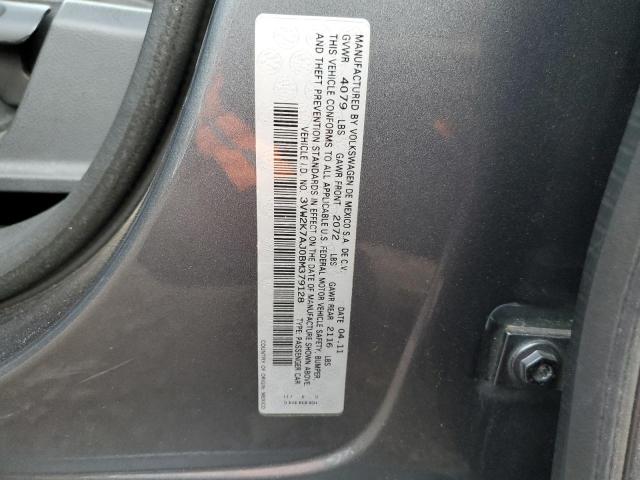 MANUFACTURED BY VOLKSWAGEN DE MEXICO S.A. DE C.V.
GVWR 4079 LBS GAWR FRONT 2072 LBS GAWR REAR 2116 LBS DATE 04.11
THIS VEHICLE CONFORMS TO ALL APPLICABLE U.S. FEDERAL MOTOR VEHICLE SAFETY, BUMPER,
AND THEFT PREVENTION STANDARDS IN EFFECT ON THE DATE OF MANUFACTURE SHOWN ABOVE.
VEHICLE I.D. NO. 3VW2K7AJ0BM379128 TYPE: PASSENGER CAR
COUNTRY OF ORIGIN: MEXICO